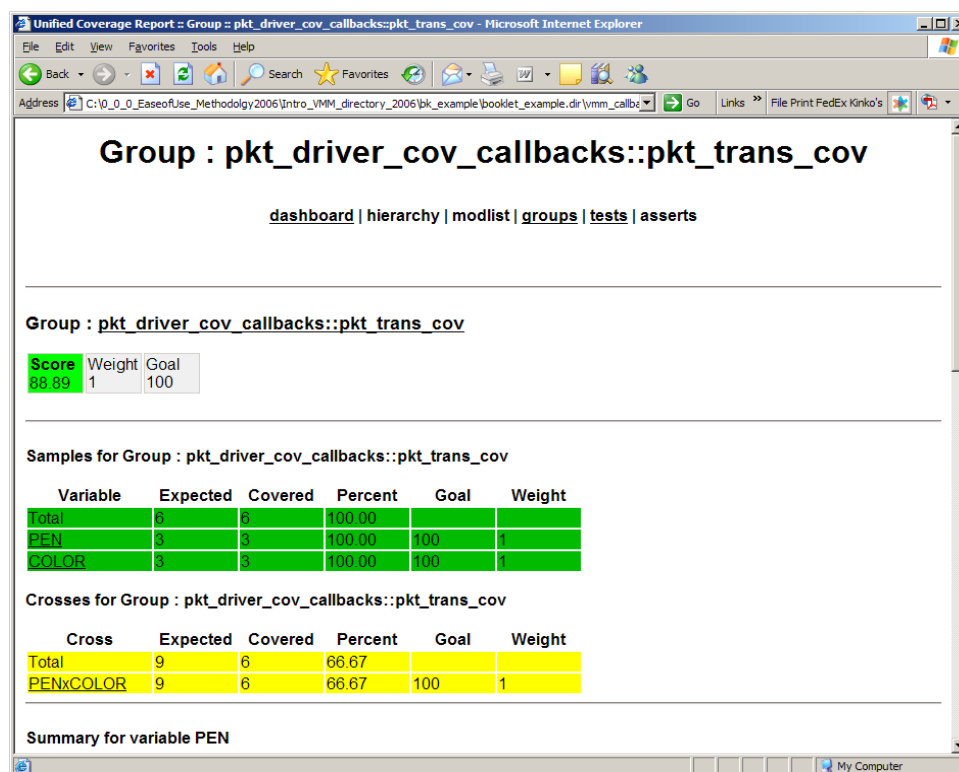 Unified Coverage Report :: Group :: pkt_driver_cov_callbacks::pkt_trans_cov - Microsoft Internet Explorer
File Edit View Favorites Tools Help
Back Search Favorites
Address C:\0_0_0_EaseofUse_Methodolgy2006\Intro_VMM_directory_2006\bk_example\booklet_example.dir\vmm_callba Go Links » File Print FedEx Kinko's
Group : pkt_driver_cov_callbacks::pkt_trans_cov
dashboard | hierarchy | modlist | groups | tests | asserts
Group : pkt_driver_cov_callbacks::pkt_trans_cov
Score Weight Goal
88.89 1 100
Samples for Group : pkt_driver_cov_callbacks::pkt_trans_cov
Variable Expected Covered Percent Goal Weight
Total 6 6 100.00
PEN 3 3 100.00 100 1
COLOR 3 3 100.00 100 1
Crosses for Group : pkt_driver_cov_callbacks::pkt_trans_cov
Cross Expected Covered Percent Goal Weight
Total 9 6 66.67
PENxCOLOR 9 6 66.67 100 1
Summary for variable PEN
My Computer